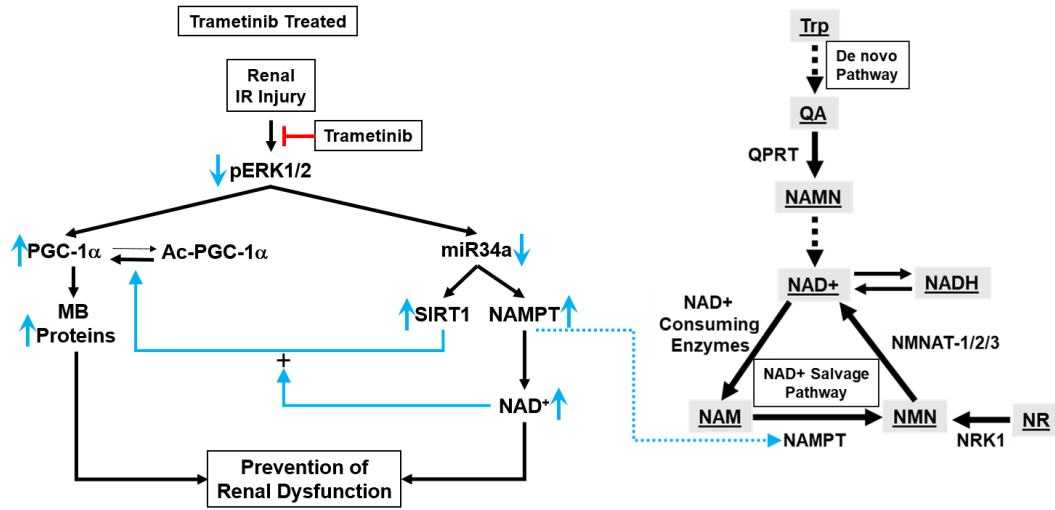 Trametinib Treated
Renal
IR Injury
Trametinib
pERK1/2
PGC-1α
Ac-PGC-1α
miR34a
MB
Proteins
SIRT1
NAMPT
+
NAD⁺
Prevention of
Renal Dysfunction
Trp
De novo
Pathway
QA
QPRT
NAMN
NAD+
NADH
NAD+
Consuming
Enzymes
NMNAT-1/2/3
NAD+ Salvage
Pathway
NAM
NMN
NR
NAMPT
NRK1